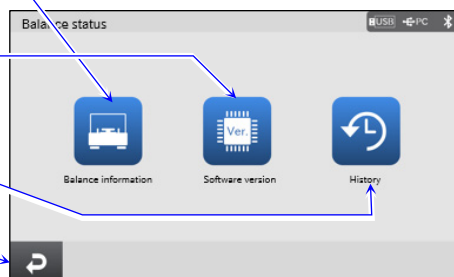 Balance status
USB PC
Ver.
Balance information
Software version
History